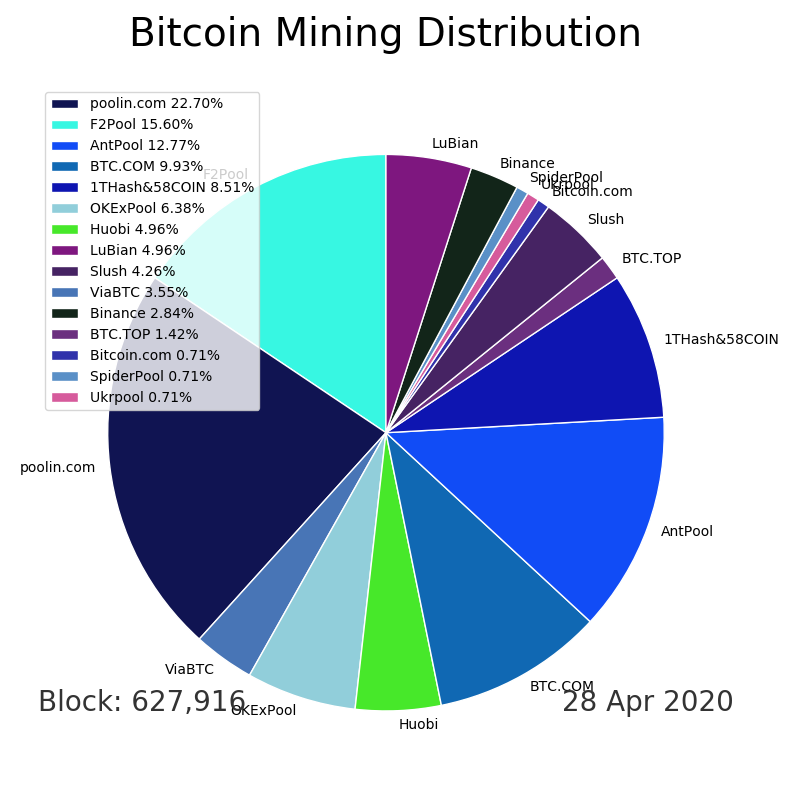 Bitcoin Mining Distribution
poolin.com 22.70%
F2Pool 15.60%
AntPool 12.77%
BTC.COM 9.93%
1THash&58COIN 8.51%
OKExPool 6.38%
Huobi 4.96%
LuBian 4.96%
Slush 4.26%
ViaBTC 3.55%
Binance 2.84%
BTC.TOP 1.42%
Bitcoin.com 0.71%
SpiderPool 0.71%
Ukrpool 0.71%
F2Pool
LuBian
Binance
SpiderPool
Ukrpool
Bitcoin.com
Slush
BTC.TOP
1THash&58COIN
poolin.com
AntPool
ViaBTC
BTC.COM
Block: 627,916
28 Apr 2020
OKExPool
Huobi